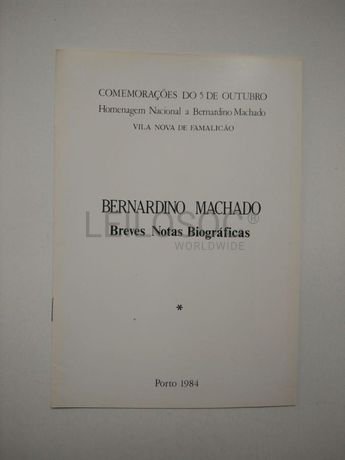 COMEMORAÇÕES DO 5 DE OUTUBRO
Homenagem Nacional a Bernardino Machado
VILA NOVA DE FAMALICÃO
BERNARDINO MACHADO
LEILOSOC®
Breves Notas Biográficas
WORLDWIDE
*
Porto 1984